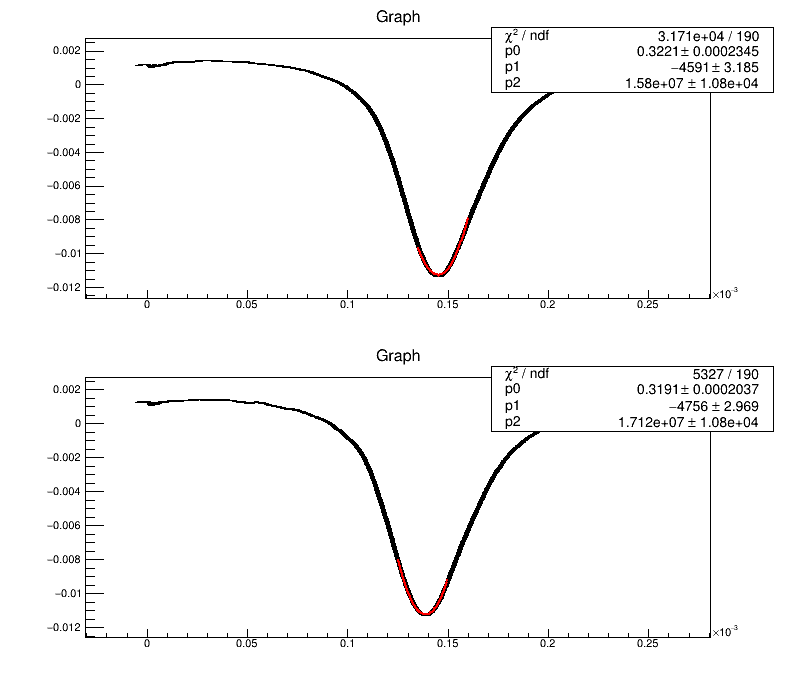 Graph
χ² / ndf 3.171e+04 / 190
p0 0.3221 ± 0.0002345
p1 −4591 ± 3.185
p2 1.58e+07 ± 1.08e+04
0.002
0
−0.002
−0.004
−0.006
−0.008
−0.01
−0.012
0 0.05 0.1 0.15 0.2 0.25 ×10⁻³
Graph
χ² / ndf 5327 / 190
p0 0.3191 ± 0.0002037
p1 −4756 ± 2.969
p2 1.712e+07 ± 1.08e+04
0.002
0
−0.002
−0.004
−0.006
−0.008
−0.01
−0.012
0 0.05 0.1 0.15 0.2 0.25 ×10⁻³